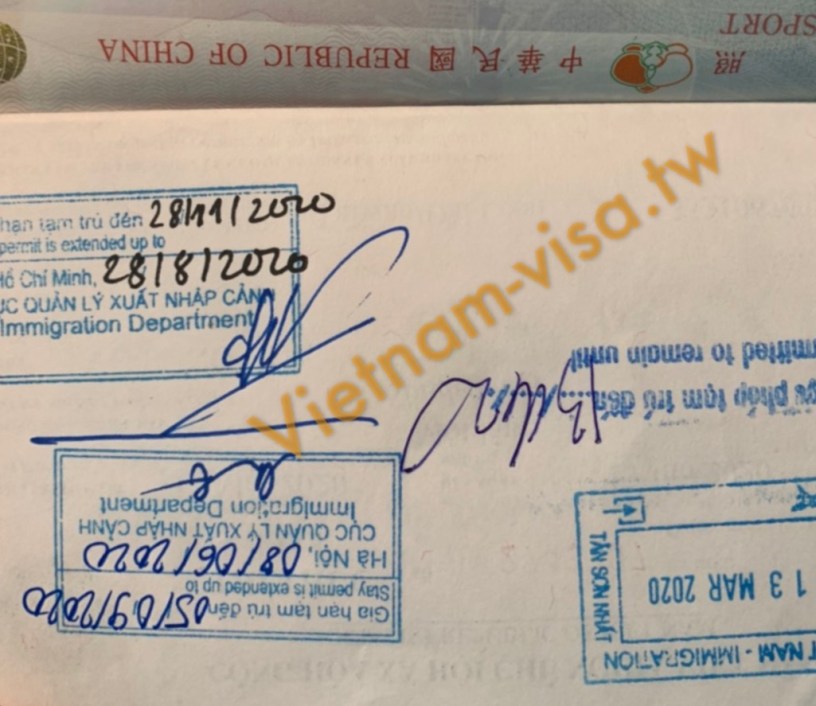 SPORT
照
中華民國 REPUBLIC OF CHINA
hạn tạm trú đến 28/11/2020
permit is extended up to
Hồ Chí Minh, 28/8/2020
ỤC QUẢN LÝ XUẤT NHẬP CẢNH
Immigration Department
Vietnam-visa.tw
Gia hạn tạm trú đến 05/09/2020
Stay permit is extended up to
Hà Nội, 08/06/2020
CỤC QUẢN LÝ XUẤT NHẬP CẢNH
Immigration Department
T NAM - IMMIGRATION
13 MAR 2020
TÂN SƠN NHẤT
phép tạm trú đến
mitted to remain until